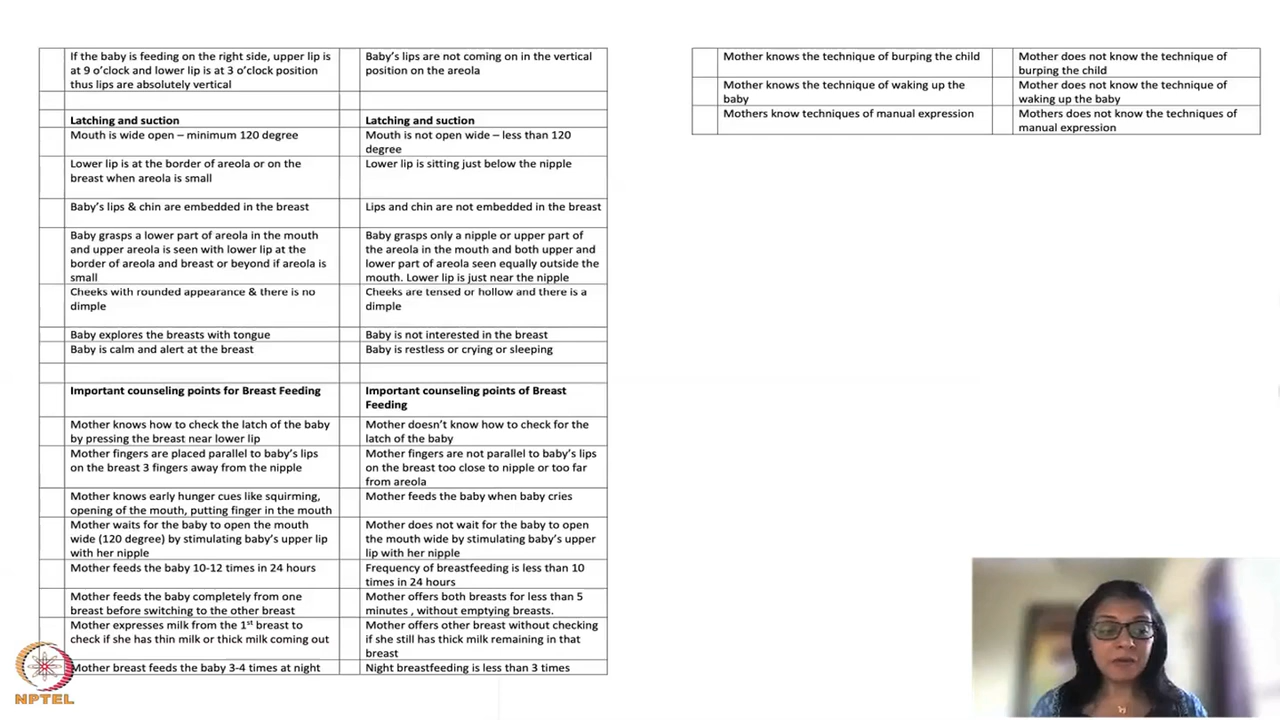 If the baby is feeding on the right side, upper lip is
at 9 o'clock and lower lip is at 3 o'clock position
thus lips are absolutely vertical
Baby's lips are not coming on in the vertical
position on the areola
Latching and suction
Latching and suction
Mouth is wide open – minimum 120 degree
Mouth is not open wide – less than 120
degree
Lower lip is at the border of areola or on the
breast when areola is small
Lower lip is sitting just below the nipple
Baby's lips & chin are embedded in the breast
Lips and chin are not embedded in the breast
Baby grasps a lower part of areola in the mouth
and upper areola is seen with lower lip at the
border of areola and breast or beyond if areola is
small
Baby grasps only a nipple or upper part of
the areola in the mouth and both upper and
lower part of areola seen equally outside the
mouth. Lower lip is just near the nipple
Cheeks with rounded appearance & there is no
dimple
Cheeks are tensed or hollow and there is a
dimple
Baby explores the breasts with tongue
Baby is not interested in the breast
Baby is calm and alert at the breast
Baby is restless or crying or sleeping
Important counseling points for Breast Feeding
Important counseling points of Breast
Feeding
Mother knows how to check the latch of the baby
by pressing the breast near lower lip
Mother doesn't know how to check for the
latch of the baby
Mother fingers are placed parallel to baby's lips
on the breast 3 fingers away from the nipple
Mother fingers are not parallel to baby's lips
on the breast too close to nipple or too far
from areola
Mother knows early hunger cues like squirming,
opening of the mouth, putting finger in the mouth
Mother feeds the baby when baby cries
Mother waits for the baby to open the mouth
wide (120 degree) by stimulating baby's upper lip
with her nipple
Mother does not wait for the baby to open
the mouth wide by stimulating baby's upper
lip with her nipple
Mother feeds the baby 10-12 times in 24 hours
Frequency of breastfeeding is less than 10
times in 24 hours
Mother feeds the baby completely from one
breast before switching to the other breast
Mother offers both breasts for less than 5
minutes , without emptying breasts.
Mother expresses milk from the 1st breast to
check if she has thin milk or thick milk coming out
Mother offers other breast without checking
if she still has thick milk remaining in that
breast
Mother breast feeds the baby 3-4 times at night
Night breastfeeding is less than 3 times
Mother knows the technique of burping the child
Mother does not know the technique of
burping the child
Mother knows the technique of waking up the
baby
Mother does not know the technique of
waking up the baby
Mothers know techniques of manual expression
Mothers does not know the techniques of
manual expression
NPTEL